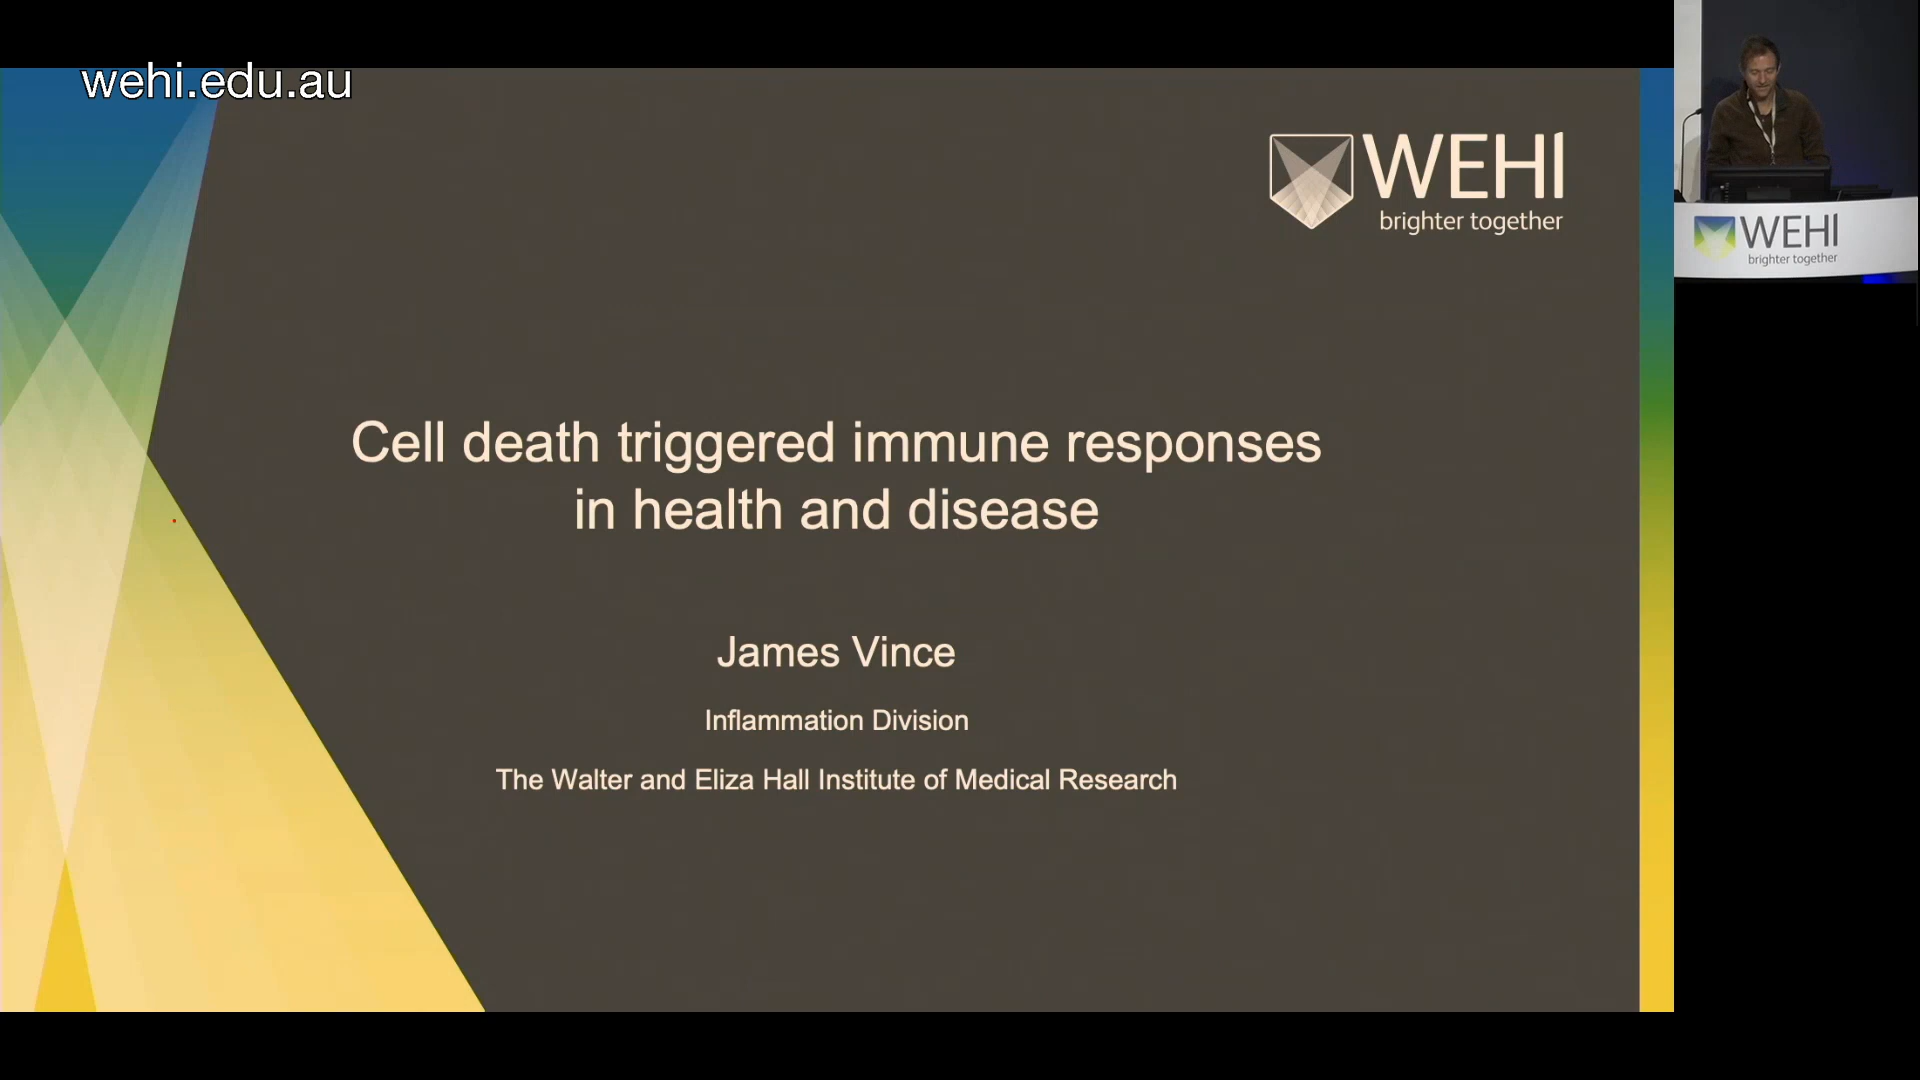 wehi.edu.au
WEHI
brighter together
Cell death triggered immune responses
in health and disease
James Vince
Inflammation Division
The Walter and Eliza Hall Institute of Medical Research
WEHI
brighter together